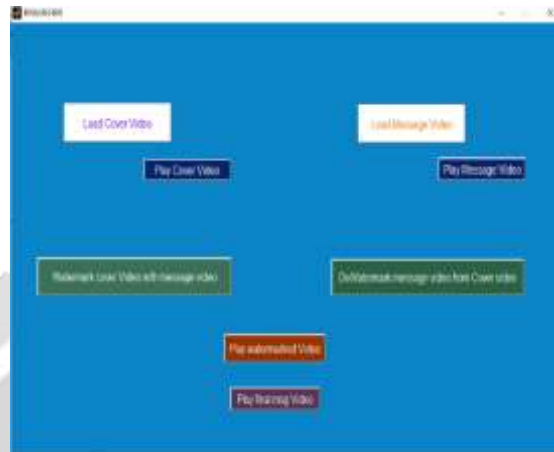 Load Cover Video
Load Message Video
Play Cover Video
Play Message Video
Watermark Cover Video with message video
DeWatermark message video from Cover video
Play watermarked Video
Play Video